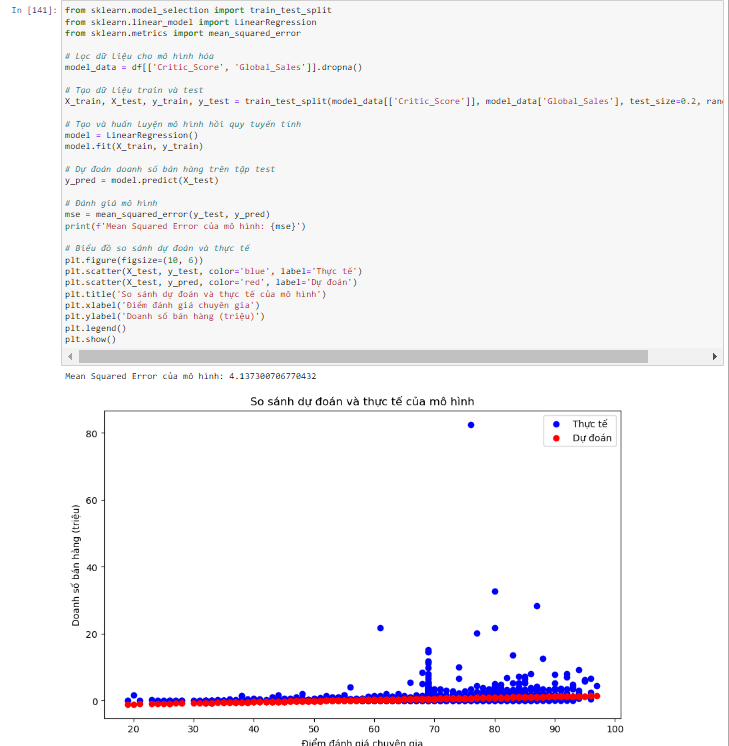 In [141]:
from sklearn.model_selection import train_test_split
from sklearn.linear_model import LinearRegression
from sklearn.metrics import mean_squared_error
# Lọc dữ liệu cho mô hình hóa
model_data = df[['Critic_Score', 'Global_Sales']].dropna()
# Tạo dữ liệu train và test
X_train, X_test, y_train, y_test = train_test_split(model_data[['Critic_Score']], model_data['Global_Sales'], test_size=0.2, ran
# Tạo và huấn luyện mô hình hồi quy tuyến tính
model = LinearRegression()
model.fit(X_train, y_train)
# Dự đoán doanh số bán hàng trên tập test
y_pred = model.predict(X_test)
# Đánh giá mô hình
mse = mean_squared_error(y_test, y_pred)
print(f'Mean Squared Error của mô hình: {mse}')
# Biểu đồ so sánh dự đoán và thực tế
plt.figure(figsize=(10, 6))
plt.scatter(X_test, y_test, color='blue', label='Thực tế')
plt.scatter(X_test, y_pred, color='red', label='Dự đoán')
plt.title('So sánh dự đoán và thực tế của mô hình')
plt.xlabel('Điểm đánh giá chuyên gia')
plt.ylabel('Doanh số bán hàng (triệu)')
plt.legend()
plt.show()
Mean Squared Error của mô hình: 4.137300706770432
So sánh dự đoán và thực tế của mô hình
Thực tế
Dự đoán
Doanh số bán hàng (triệu)
80
60
40
20
0
20 30 40 50 60 70 80 90 100
Điểm đánh giá chuyên gia